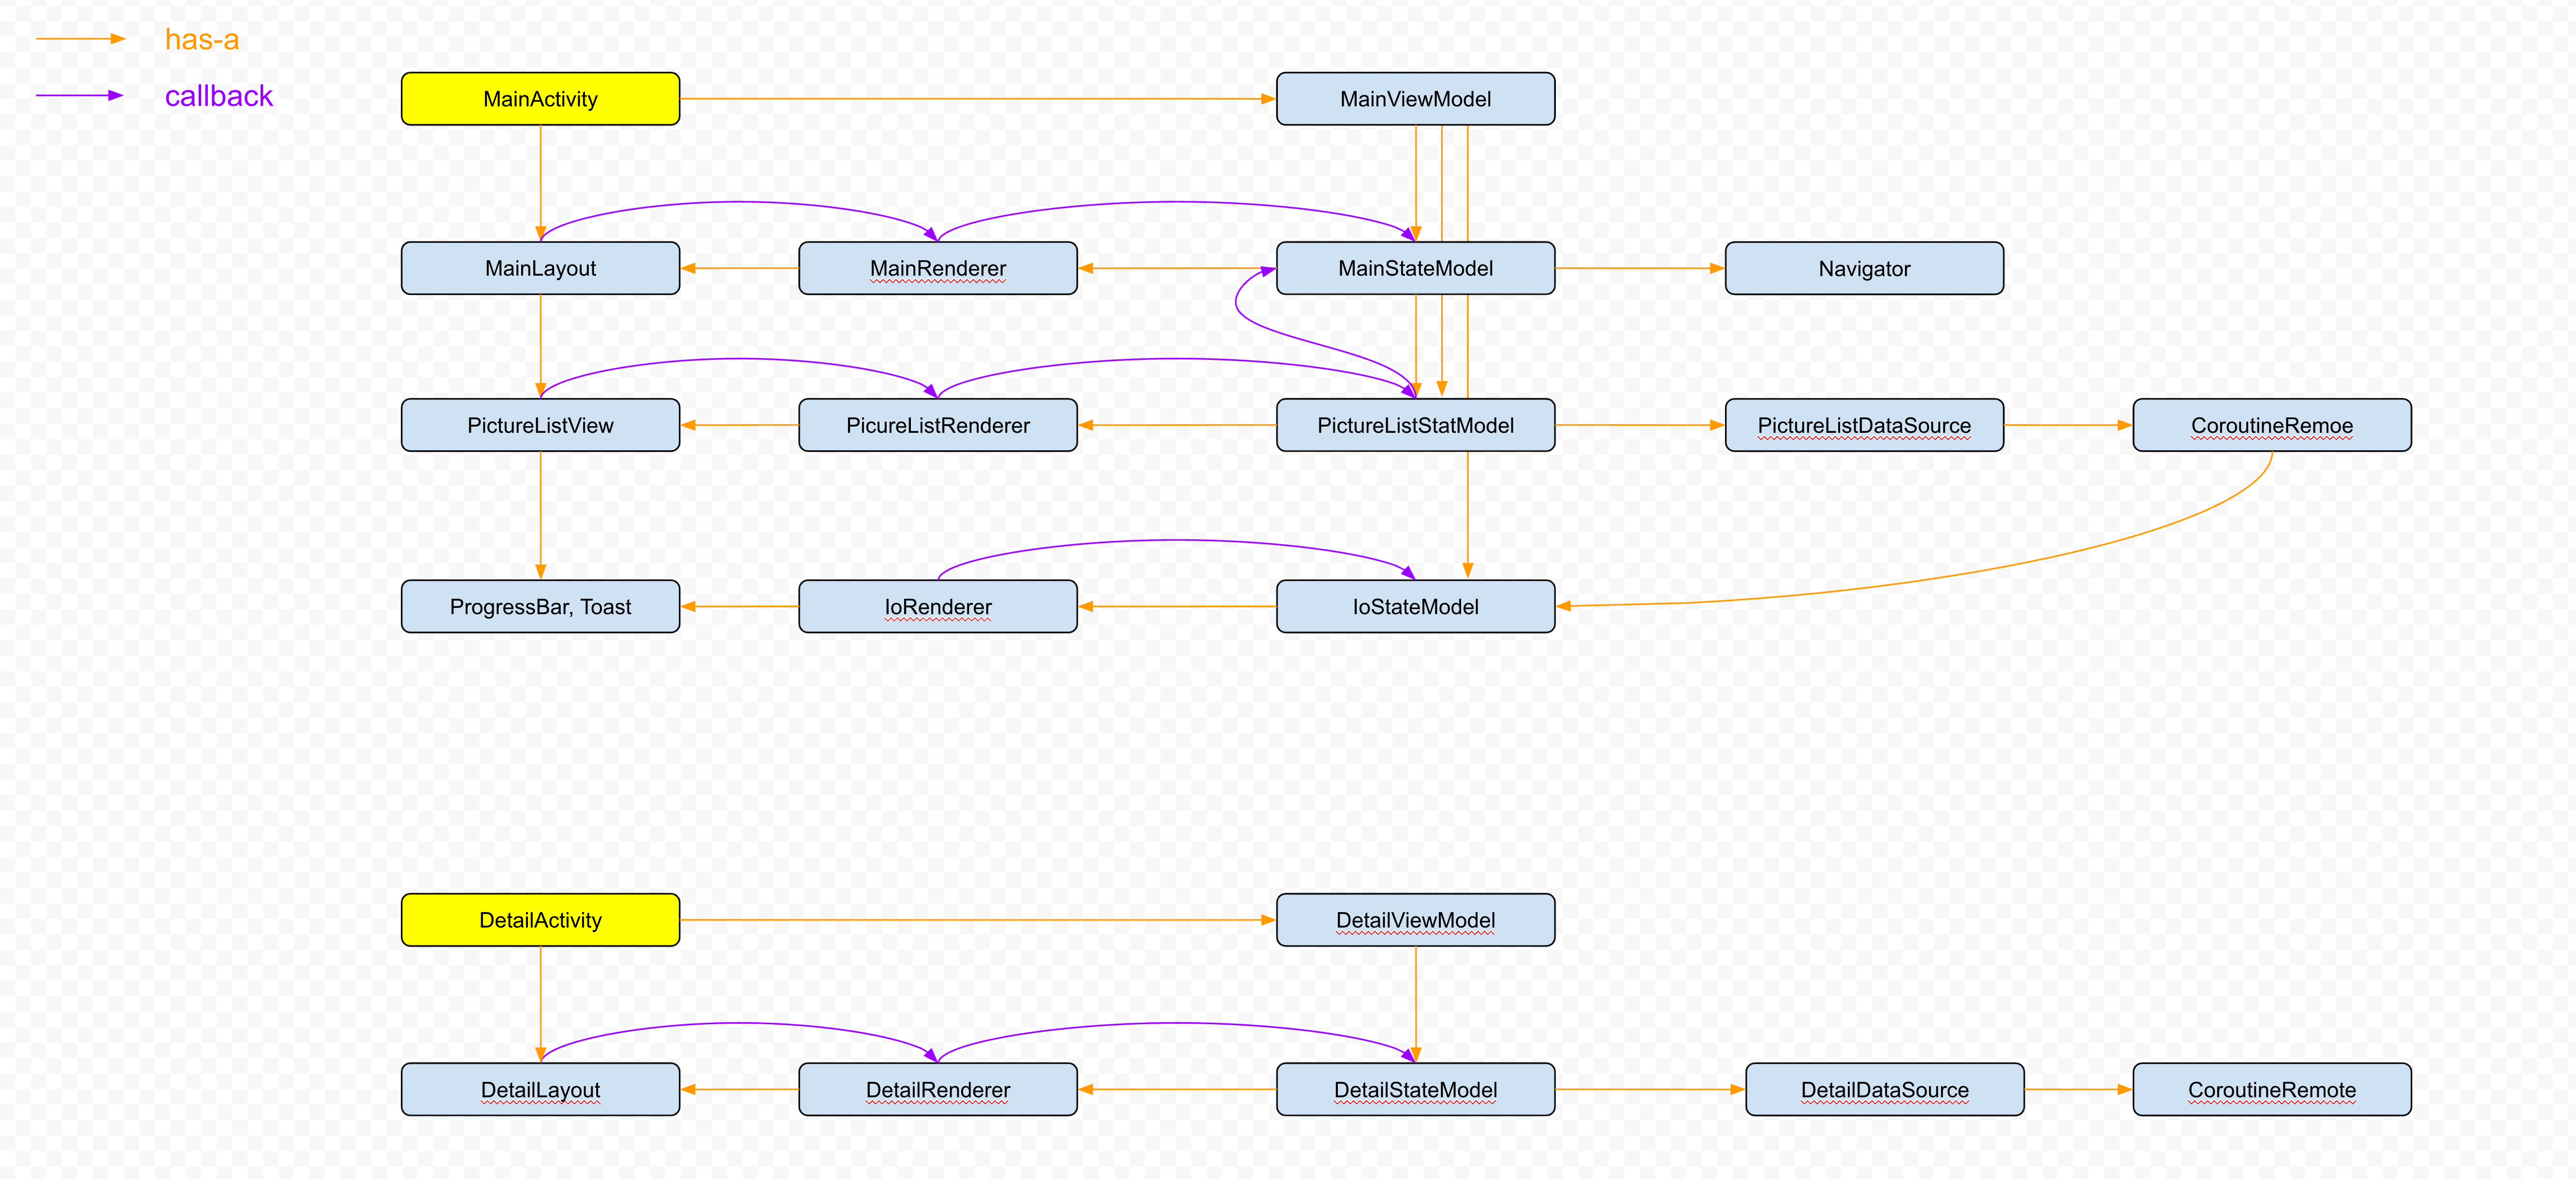 has-a
callback
MainActivity
MainViewModel
MainLayout
MainRenderer
MainStateModel
Navigator
PictureListView
PicureListRenderer
PictureListStatModel
PictureListDataSource
CoroutineRemoe
ProgressBar, Toast
IoRenderer
IoStateModel
DetailActivity
DetailViewModel
DetailLayout
DetailRenderer
DetailStateModel
DetailDataSource
CoroutineRemote